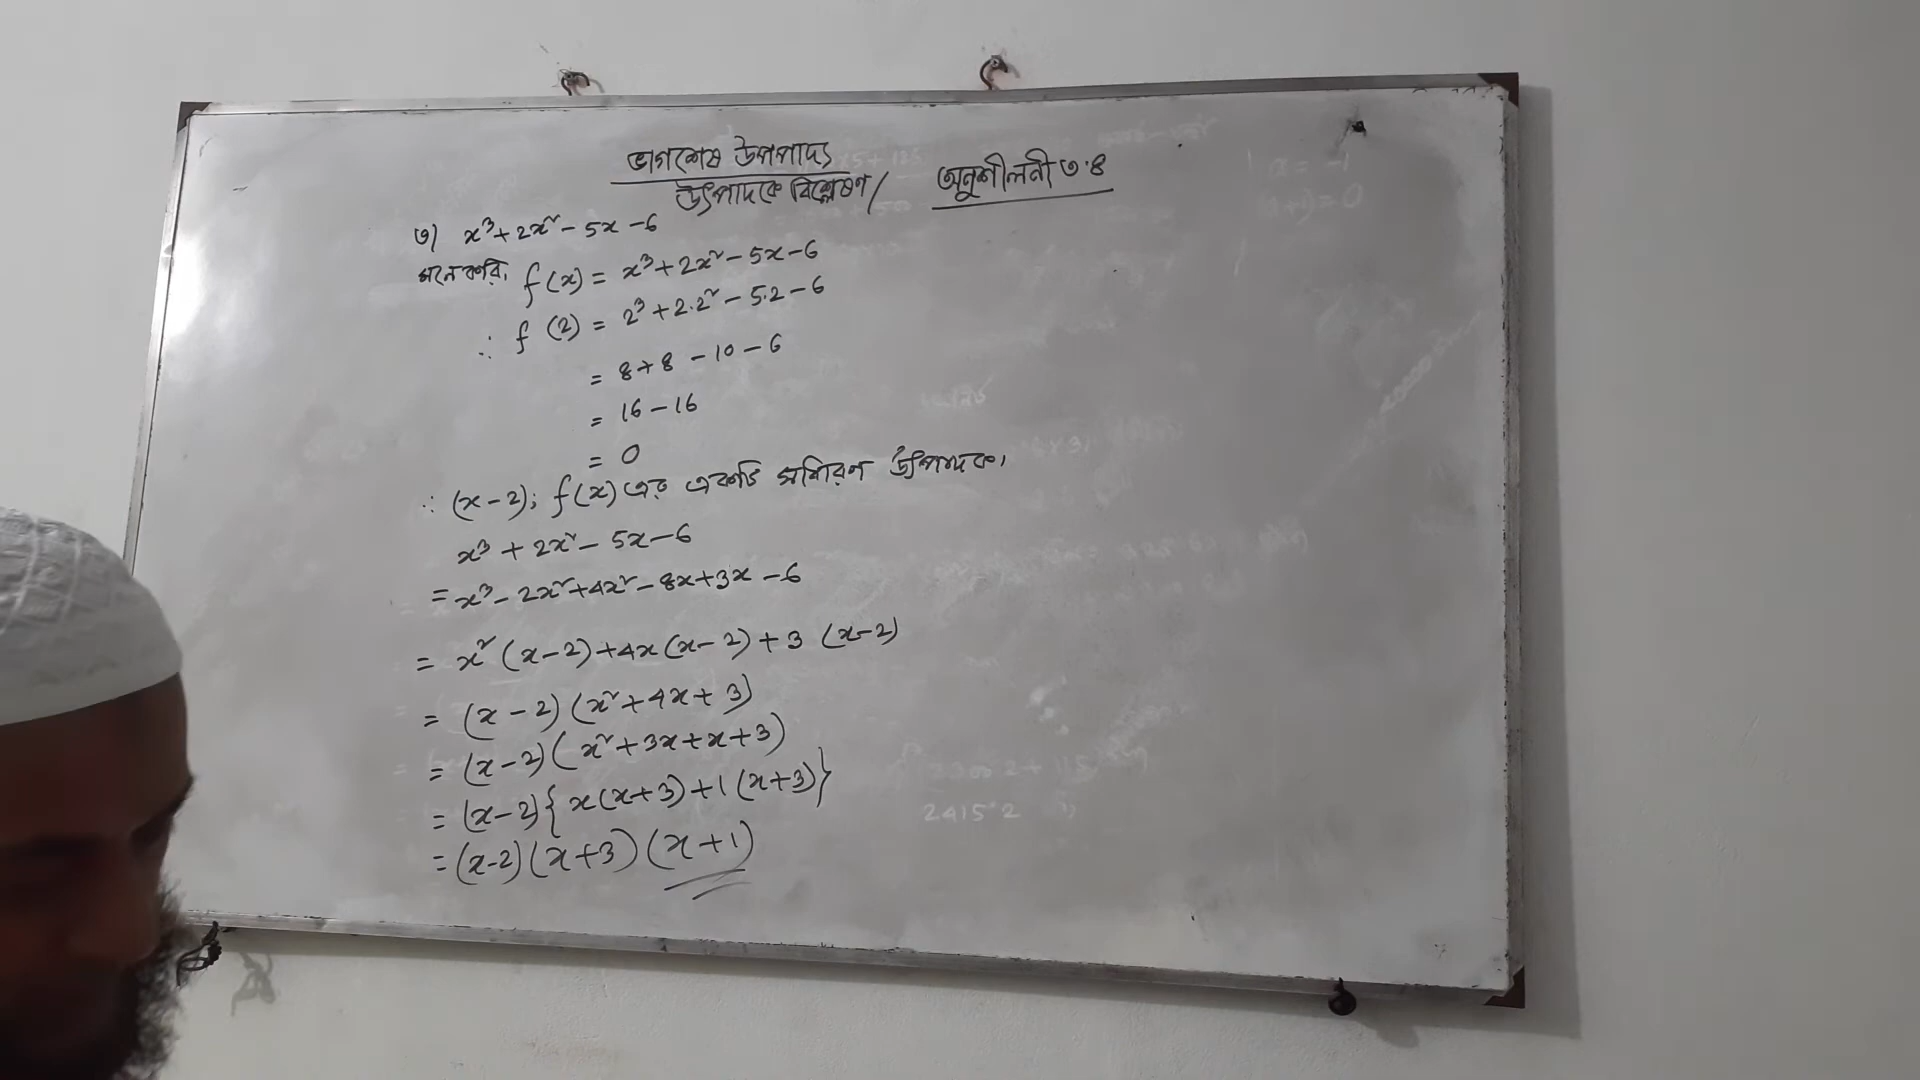 ভাগশেষ উপপাদ্য
উৎপাদকে বিশ্লেষণ/ অনুশীলনী ৩.৪
৩) x³+2x²-5x-6
মনেকরি, f(x) = x³+2x²-5x-6
∴ f(2) = 2³+2.2²-5.2-6
= 8+8-10-6
= 16-16
= 0
∴ (x-2); f(x) এর একটি সাধারণ উৎপাদক।
x³+2x²-5x-6
= x³-2x²+4x²-8x+3x-6
= x²(x-2)+4x(x-2)+3(x-2)
= (x-2)(x²+4x+3)
= (x-2)(x²+3x+x+3)
= (x-2){x(x+3)+1(x+3)}
= (x-2)(x+3)(x+1)